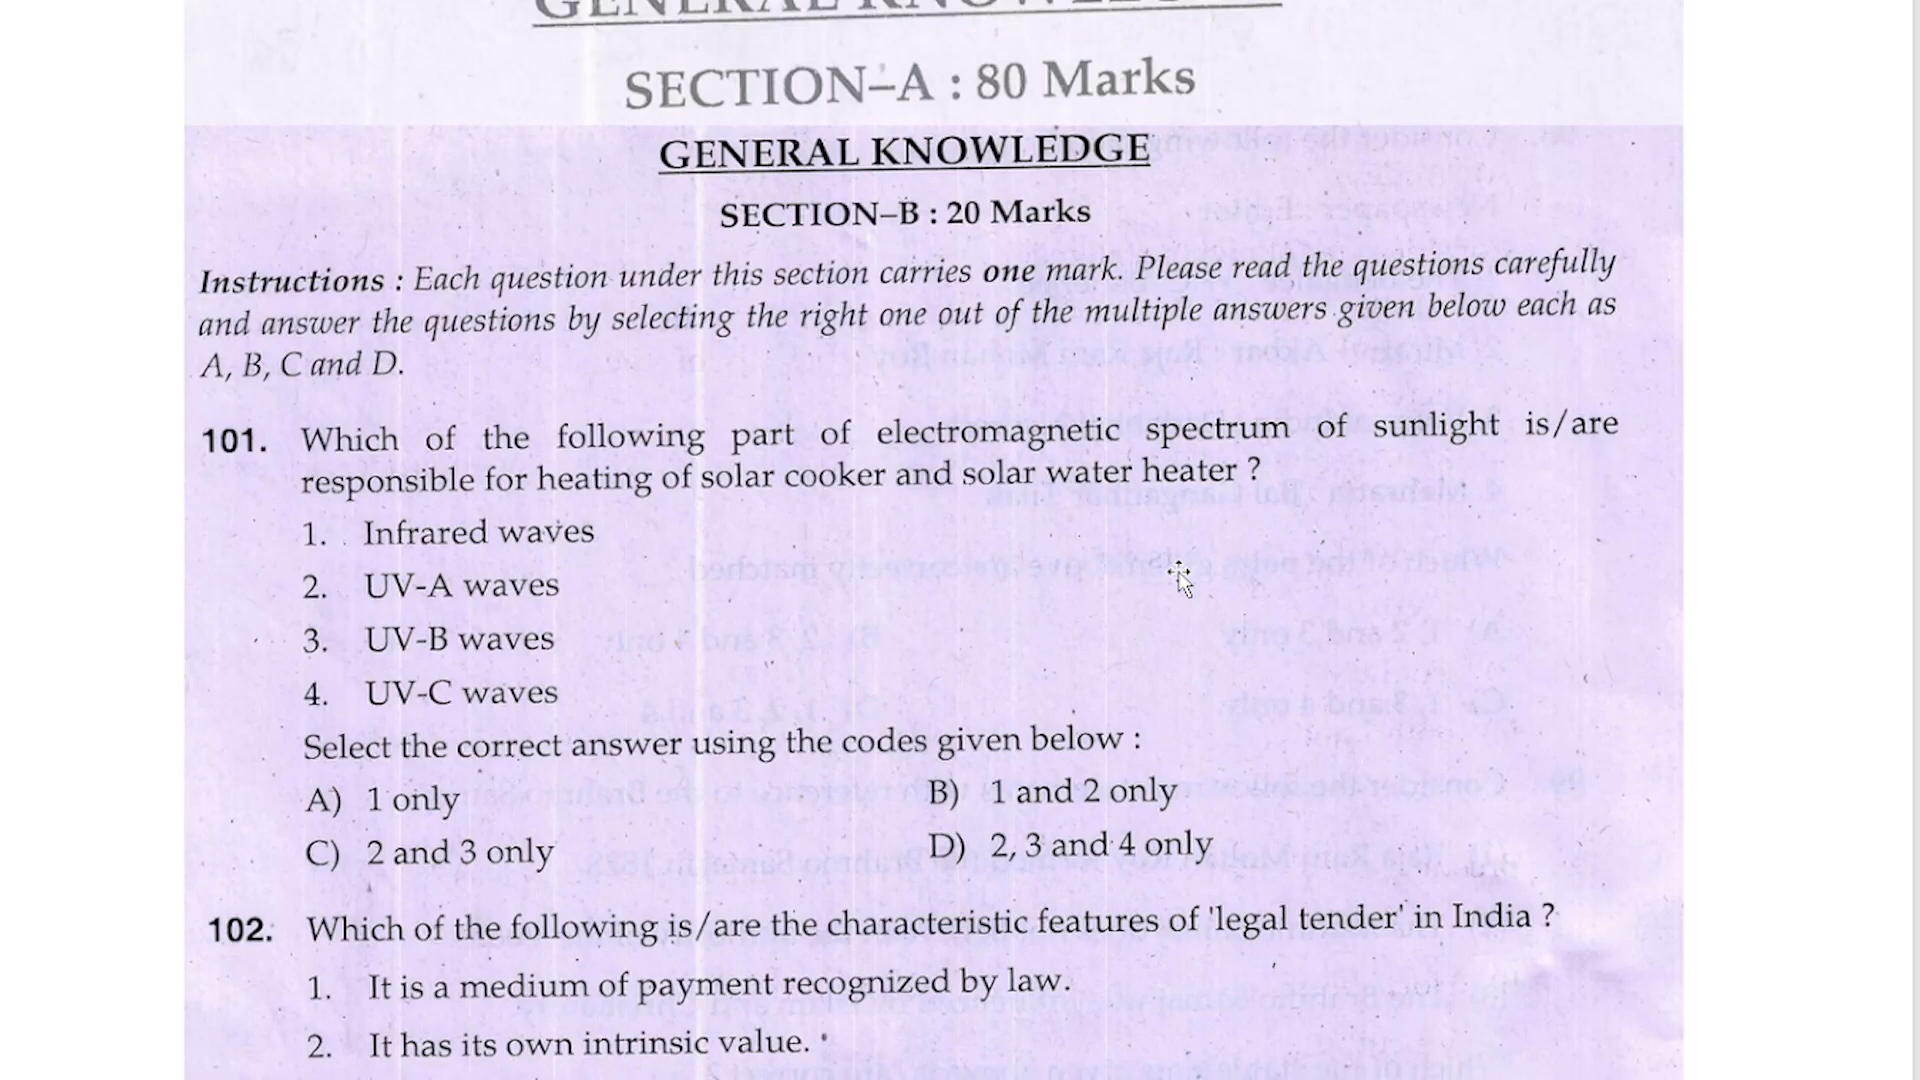 SECTION–A : 80 Marks
GENERAL KNOWLEDGE
SECTION–B : 20 Marks
Instructions : Each question under this section carries one mark. Please read the questions carefully
and answer the questions by selecting the right one out of the multiple answers given below each as
A, B, C and D.
101. Which of the following part of electromagnetic spectrum of sunlight is/are
responsible for heating of solar cooker and solar water heater ?
1. Infrared waves
2. UV-A waves
3. UV-B waves
4. UV-C waves
Select the correct answer using the codes given below :
A) 1 only B) 1 and 2 only
C) 2 and 3 only D) 2, 3 and 4 only
102. Which of the following is/are the characteristic features of 'legal tender' in India ?
1. It is a medium of payment recognized by law.
2. It has its own intrinsic value.